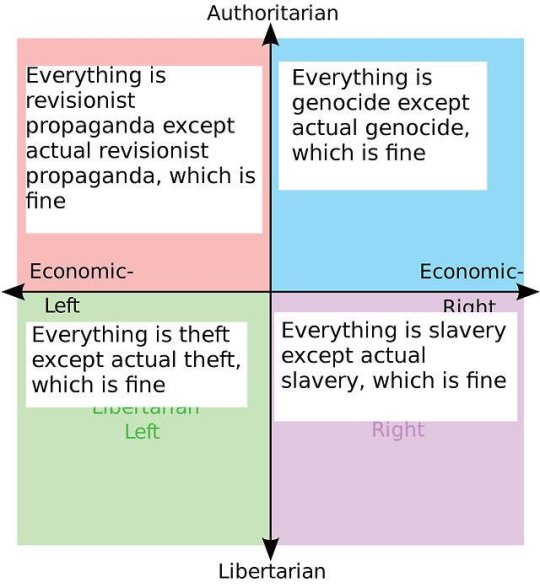 Authoritarian
Everything is
revisionist
propaganda except
actual revisionist
propaganda, which is
fine
Everything is
genocide except
actual genocide,
which is fine
Economic-
Left
Economic-
Right
Everything is theft
except actual theft,
which is fine
Libertarian
Left
Everything is slavery
except actual
slavery, which is fine
Right
Libertarian